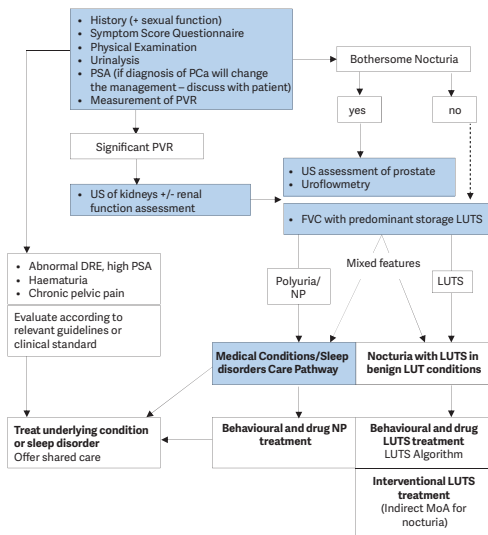 • History (+ sexual function)
• Symptom Score Questionnaire
• Physical Examination
• Urinalysis
• PSA (if diagnosis of PCa will change
the management – discuss with patient)
• Measurement of PVR
Bothersome Nocturia
yes
no
Significant PVR
• US assessment of prostate
• Uroflowmetry
• US of kidneys +/- renal
function assessment
• FVC with predominant storage LUTS
• Abnormal DRE, high PSA
• Haematuria
• Chronic pelvic pain
Evaluate according to
relevant guidelines or
clinical standard
Polyuria/
NP
Mixed features
LUTS
Medical Conditions/Sleep
disorders Care Pathway
Nocturia with LUTS in
benign LUT conditions
Treat underlying condition
or sleep disorder
Offer shared care
Behavioural and drug NP
treatment
Behavioural and drug
LUTS treatment
LUTS Algorithm
Interventional LUTS
treatment
(Indirect MoA for
nocturia)